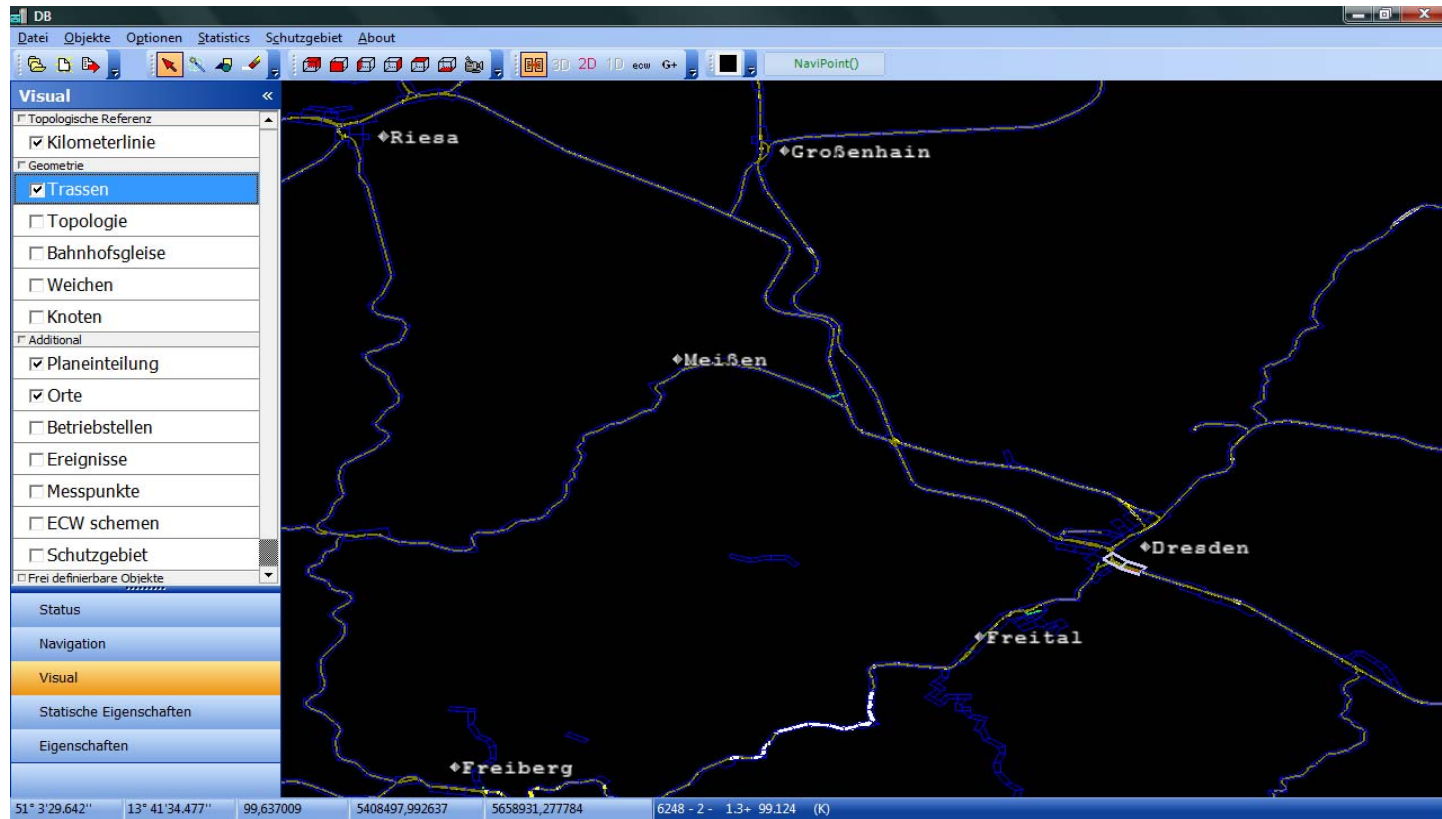 DB
Datei Objekte Optionen Statistics Schutzgebiet About
3D 2D 1D ecw G+ NaviPoint()
Visual «
Topologische Referenz
Kilometerlinie
Geometrie
Trassen
Topologie
Bahnhofsgleise
Weichen
Knoten
Additional
Planeinteilung
Orte
Betriebstellen
Ereignisse
Messpunkte
ECW schemen
Schutzgebiet
Frei definierbare Objekte
Status
Navigation
Visual
Statische Eigenschaften
Eigenschaften
Riesa
Großenhain
Meißen
Dresden
Freital
Freiberg
51° 3'29.642'' 13° 41'34.477'' 99,637009 5408497,992637 5658931,277784 6248 - 2 - 1.3+ 99.124 (K)